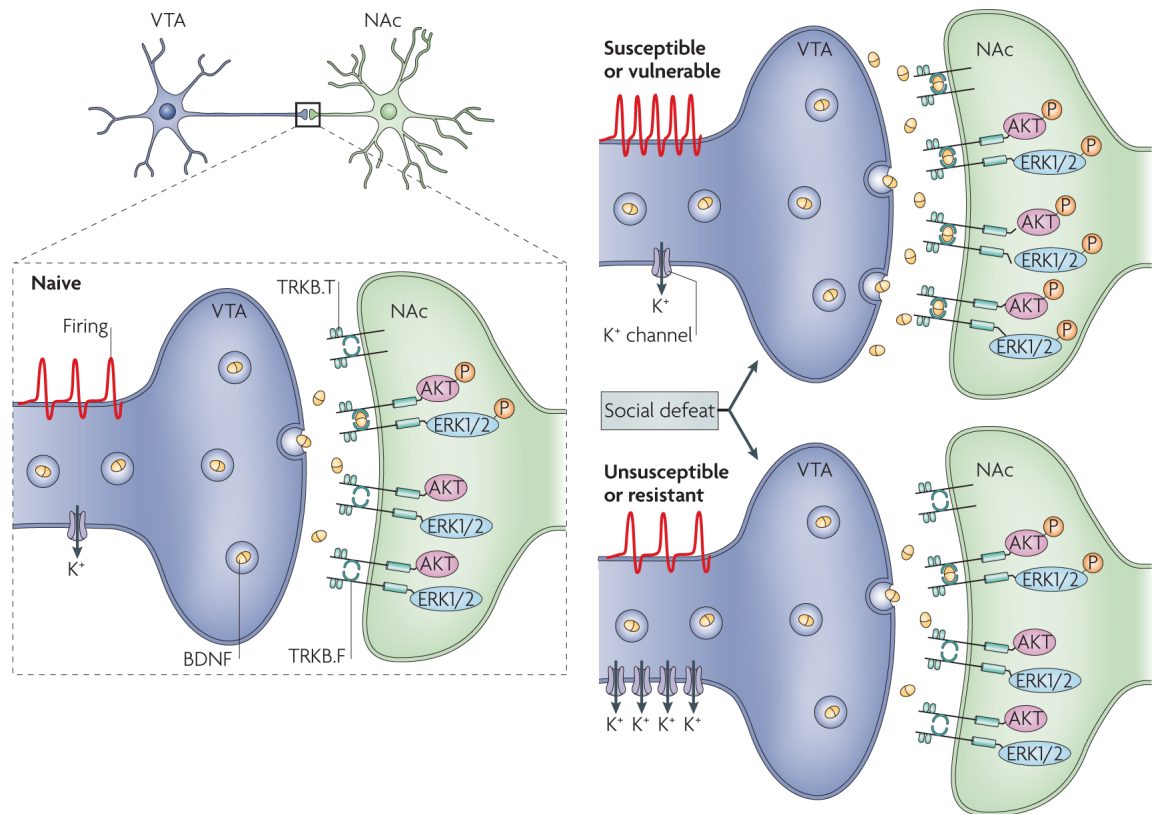 VTA
NAc
Naive
Firing
VTA
TRKB.T
NAc
AKT
P
ERK1/2
P
AKT
ERK1/2
AKT
ERK1/2
K⁺
BDNF
TRKB.F
Susceptible
or vulnerable
VTA
NAc
AKT
P
ERK1/2
P
AKT
P
ERK1/2
P
AKT
P
ERK1/2
P
K⁺
K⁺ channel
Social defeat
Unsusceptible
or resistant
VTA
NAc
AKT
P
ERK1/2
P
AKT
ERK1/2
AKT
ERK1/2
K⁺ K⁺ K⁺ K⁺